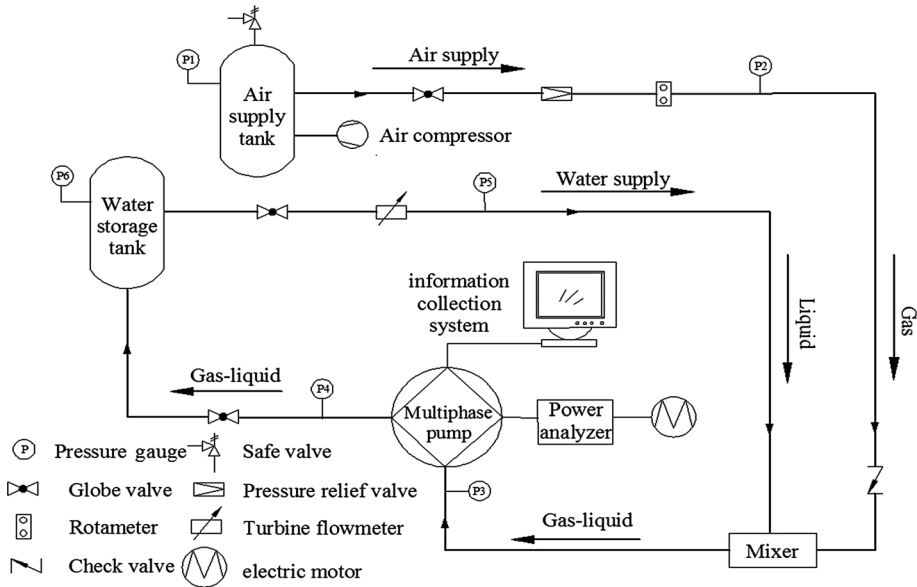 P1
Air
supply
tank
Air supply
P2
Air compressor
P6
Water
storage
tank
P5
Water supply
information
collection
system
Liquid
Gas
Gas-liquid
P4
Multiphase
pump
Power
analyzer
P3
Gas-liquid
Mixer
P Pressure gauge
Safe valve
Globe valve
Pressure relief valve
Rotameter
Turbine flowmeter
Check valve
electric motor